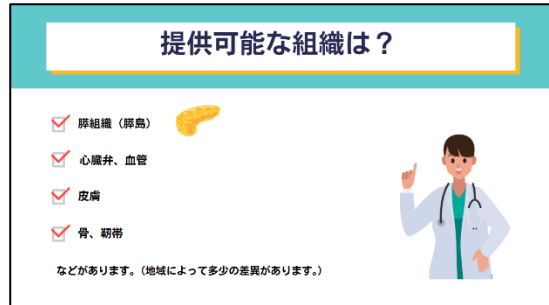 提供可能な組織は？
膵組織（膵島）
心臓弁、血管
皮膚
骨、靭帯
などがあります。（地域によって多少の差異があります。）